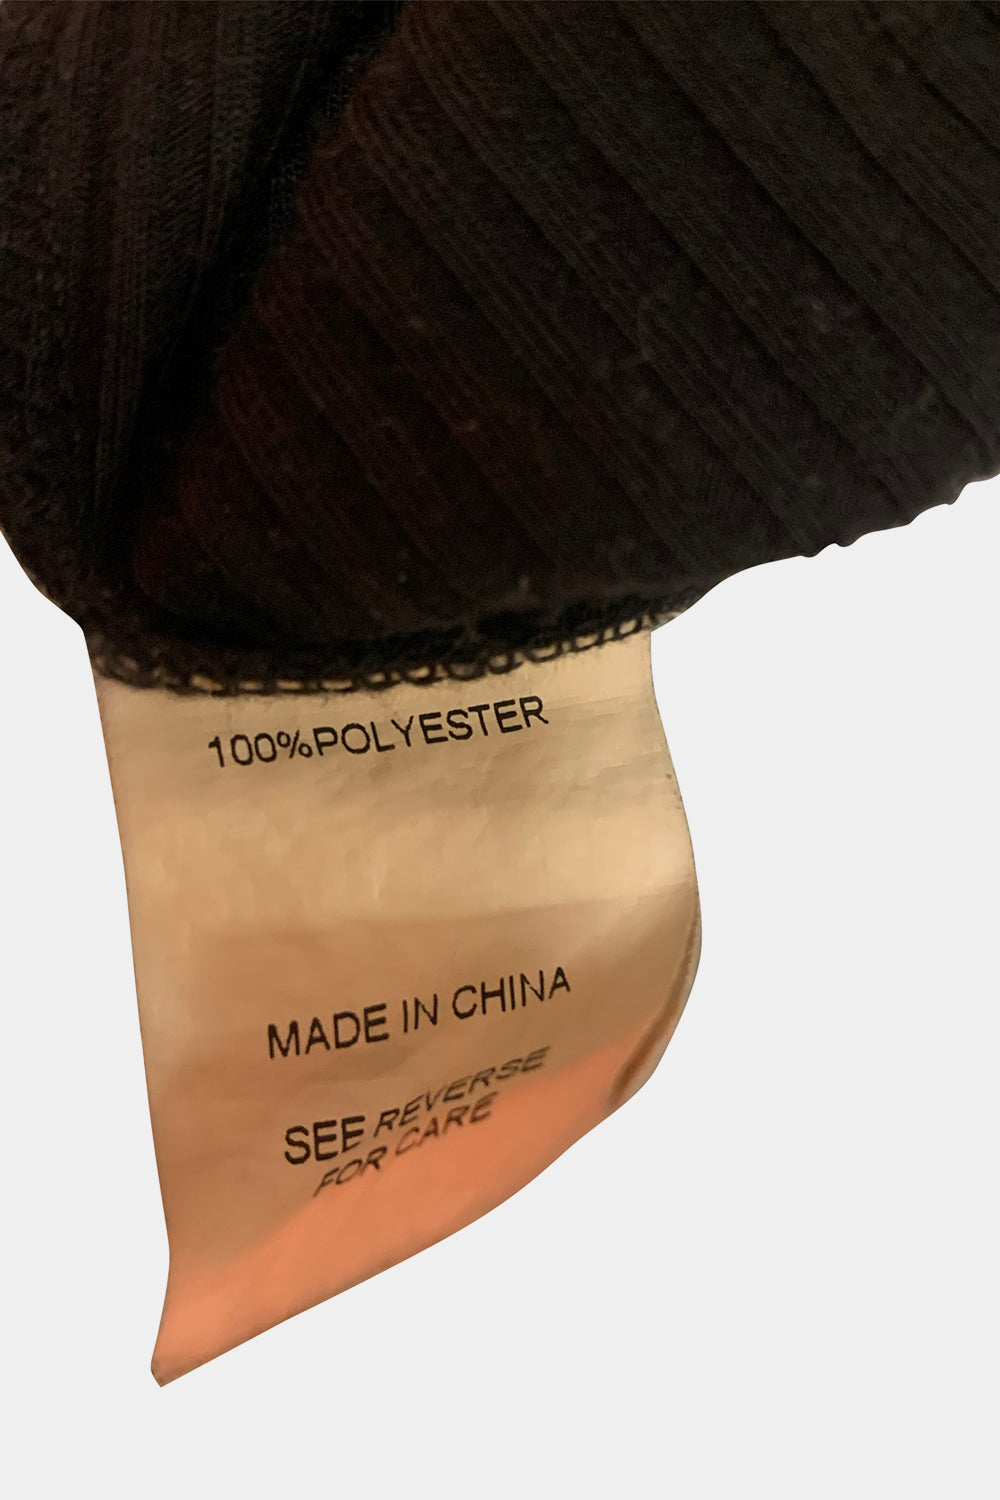 100%POLYESTER
MADE IN CHINA
SEE REVERSE
FOR CARE